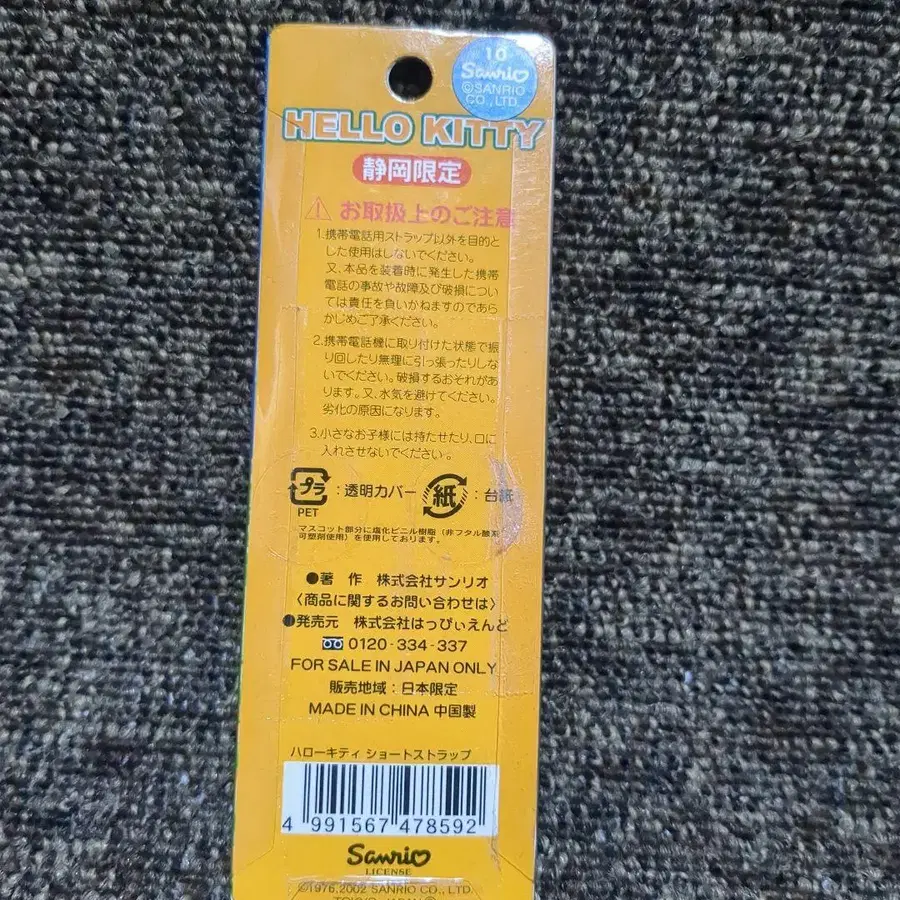 10
Sanrio
©SANRIO
CO., LTD.
HELLO KITTY
静岡限定
お取扱上のご注意
1.携帯電話用ストラップ以外を目的と
した使用はしないでください。
又、本品を装着時に発生した携帯
電話の事故や故障及び破損につい
ては責任を負いかねますのであら
かじめご了承ください。
2.携帯電話機に取り付けた状態で振
り回したり無理に引っ張ったりしな
いでください。破損するおそれがあ
ります。又、水気を避けてください。
劣化の原因になります。
3.小さなお子様には持たせたり、口に
入れさせないでください。
プラ :透明カバー 紙 :台紙
PET
マスコット部分に塩化ビニル樹脂(非フタル酸系
可塑剤使用)を使用しております。
●著 作 株式会社サンリオ
〈商品に関するお問い合わせは〉
●発売元 株式会社はっぴぃえんど
0120-334-337
FOR SALE IN JAPAN ONLY
販売地域:日本限定
MADE IN CHINA 中国製
ハローキティ ショートストラップ
4 991567 478592
Sanrio
LICENSE
©1976,2002 SANRIO CO., LTD.
TOKYO, JAPAN